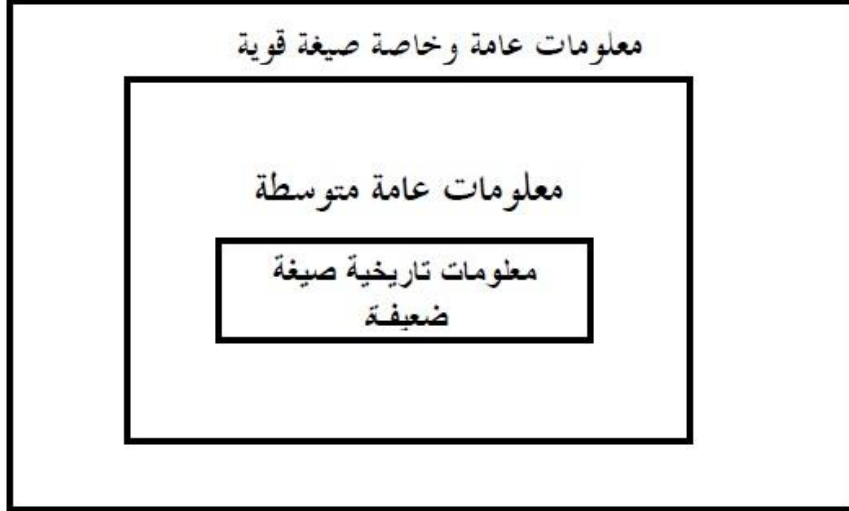 معلومات عامة وخاصة صيغة قوية
معلومات عامة متوسطة
معلومات تاريخية صيغة
ضعيفة